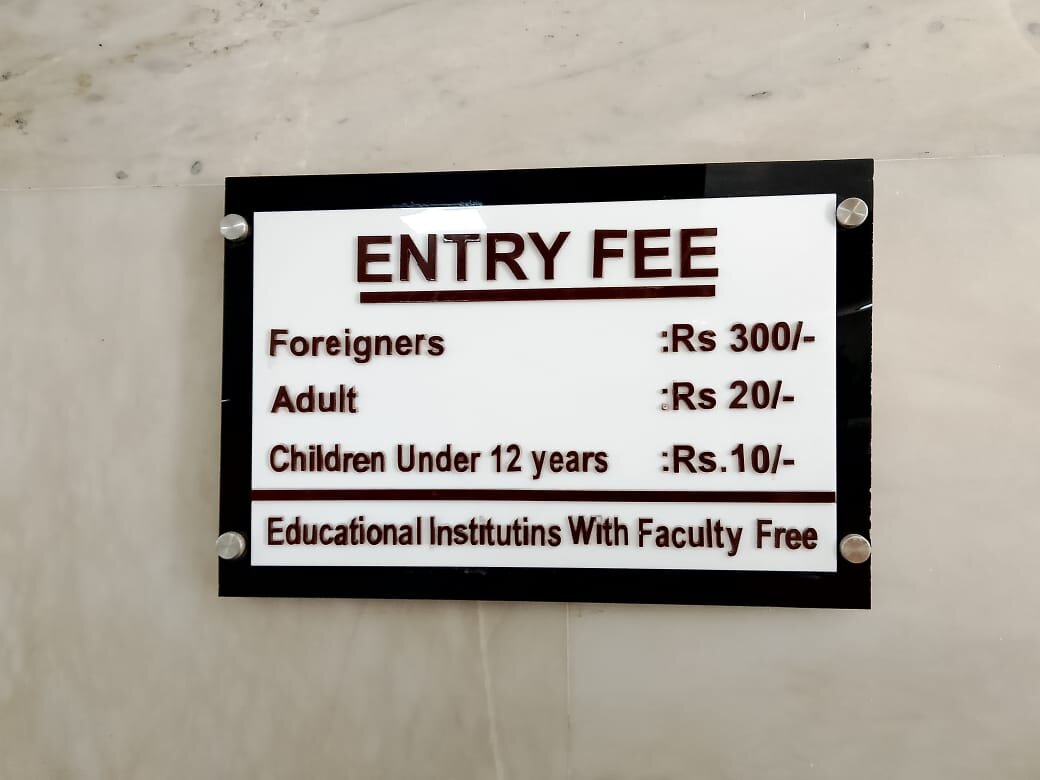 ENTRY FEE
Foreigners :Rs 300/-
Adult :Rs 20/-
Children Under 12 years :Rs.10/-
Educational Institutins With Faculty Free